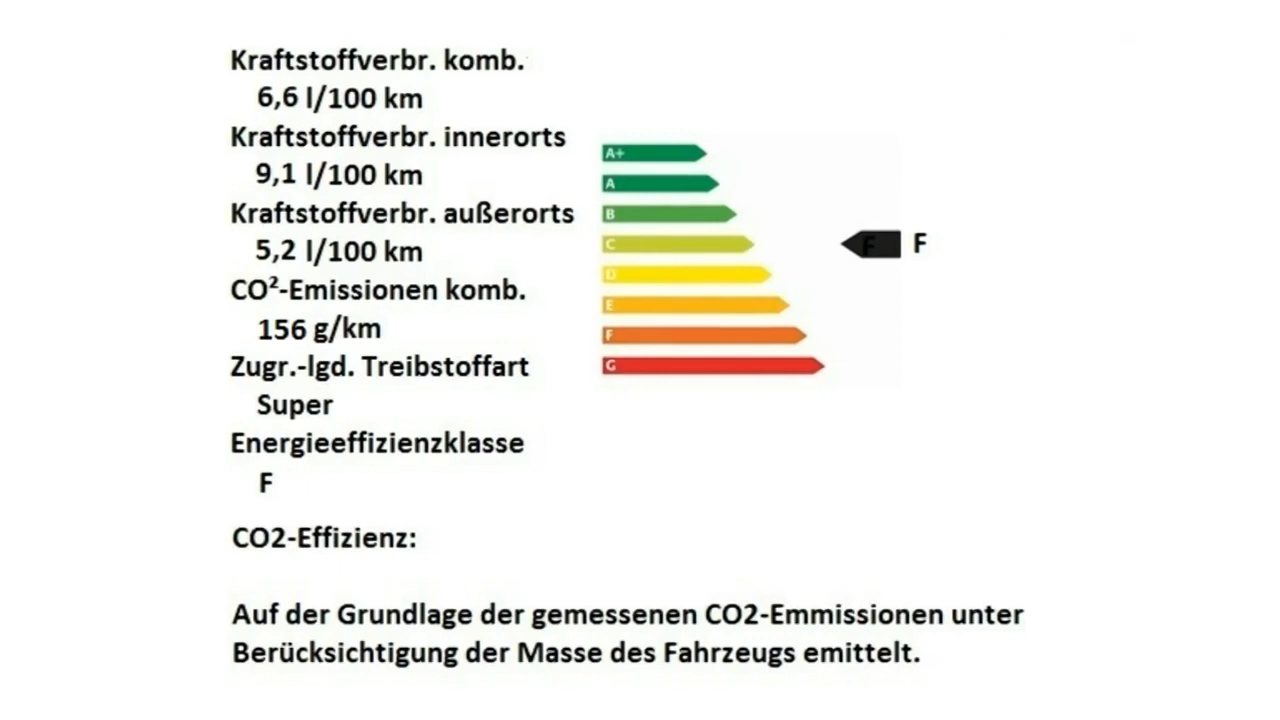 Kraftstoffverbr. komb.
6,6 l/100 km
Kraftstoffverbr. innerorts
9,1 l/100 km
Kraftstoffverbr. außerorts
5,2 l/100 km
CO²-Emissionen komb.
156 g/km
Zugr.-lgd. Treibstoffart
Super
Energieeffizienzklasse
F
A+
A
B
C
D
E
F
G
F F
CO2-Effizienz:
Auf der Grundlage der gemessenen CO2-Emmissionen unter
Berücksichtigung der Masse des Fahrzeugs emittelt.